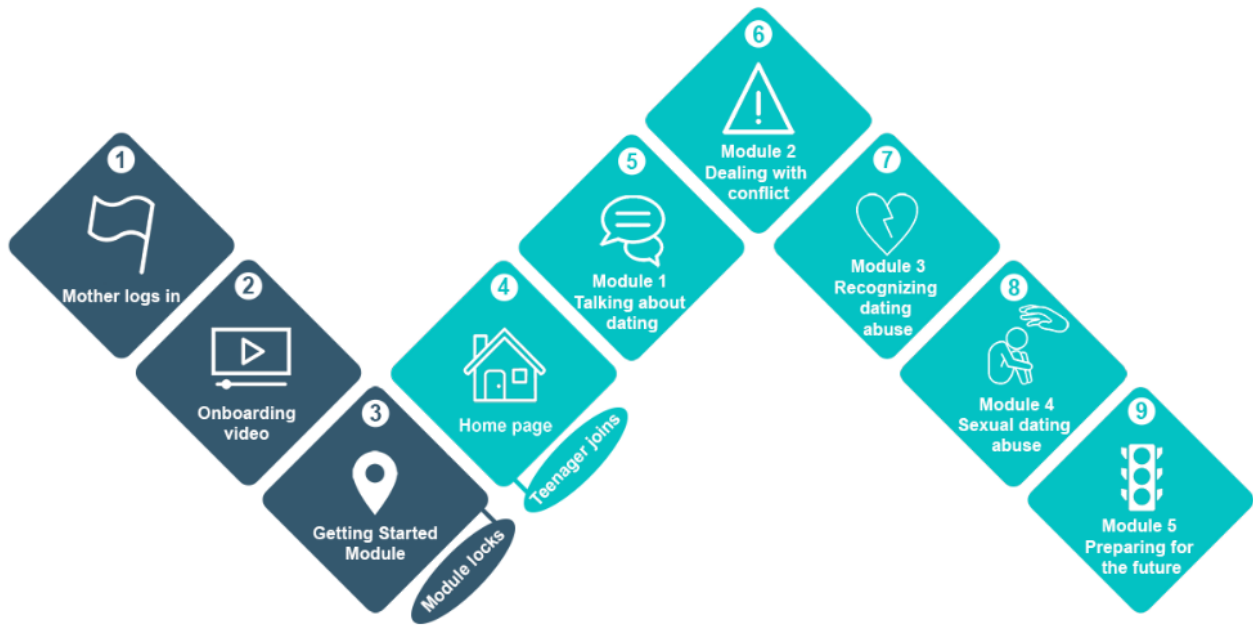 1
Mother logs in
2
Onboarding
video
3
Getting Started
Module
Module locks
4
Home page
Teenager joins
5
Module 1
Talking about
dating
6
Module 2
Dealing with
conflict
7
Module 3
Recognizing
dating
abuse
8
Module 4
Sexual dating
abuse
9
Module 5
Preparing for
the future